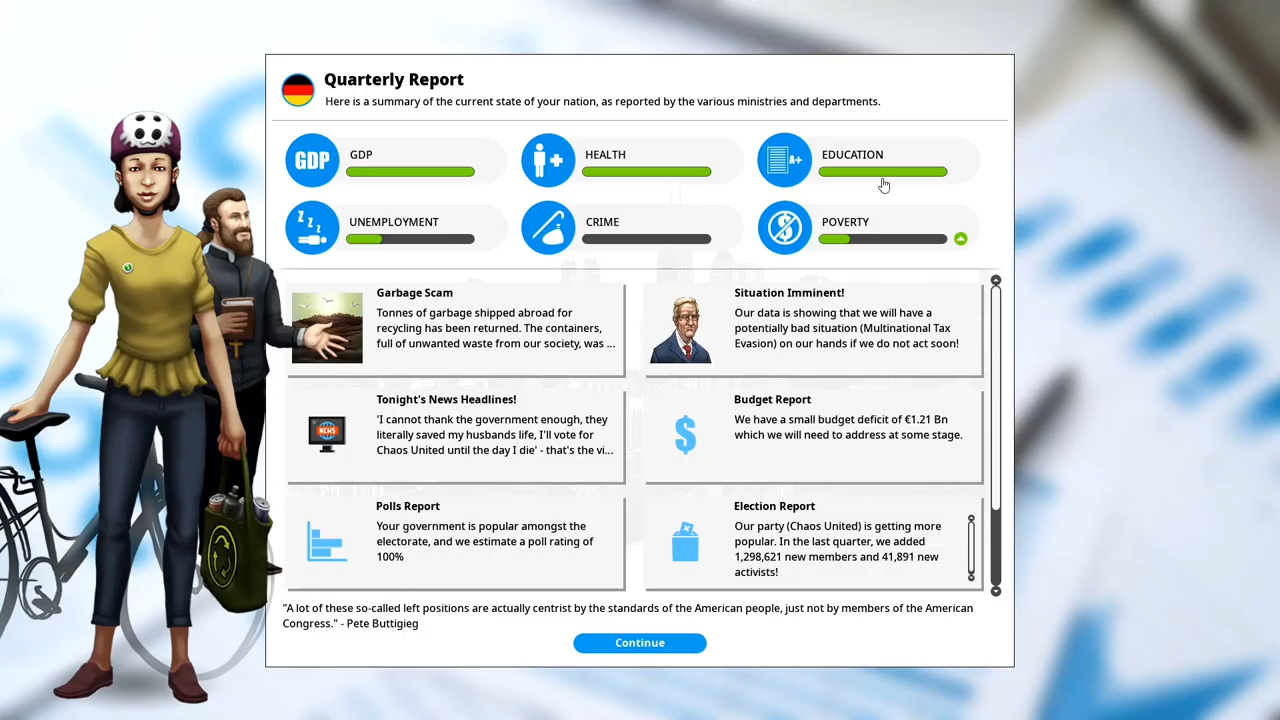 Quarterly Report
Here is a summary of the current state of your nation, as reported by the various ministries and departments.
GDP
GDP
HEALTH
A+
EDUCATION
Z Z Z
UNEMPLOYMENT
CRIME
$
POVERTY
Garbage Scam
Tonnes of garbage shipped abroad for
recycling has been returned. The containers,
full of unwanted waste from our society, was ...
Situation Imminent!
Our data is showing that we will have a
potentially bad situation (Multinational Tax
Evasion) on our hands if we do not act soon!
NEWS
Tonight's News Headlines!
'I cannot thank the government enough, they
literally saved my husbands life, I'll vote for
Chaos United until the day I die' - that's the vi...
$
Budget Report
We have a small budget deficit of €1.21 Bn
which we will need to address at some stage.
Polls Report
Your government is popular amongst the
electorate, and we estimate a poll rating of
100%
Election Report
Our party (Chaos United) is getting more
popular. In the last quarter, we added
1,298,621 new members and 41,891 new
activists!
"A lot of these so-called left positions are actually centrist by the standards of the American people, just not by members of the American
Congress." - Pete Buttigieg
Continue